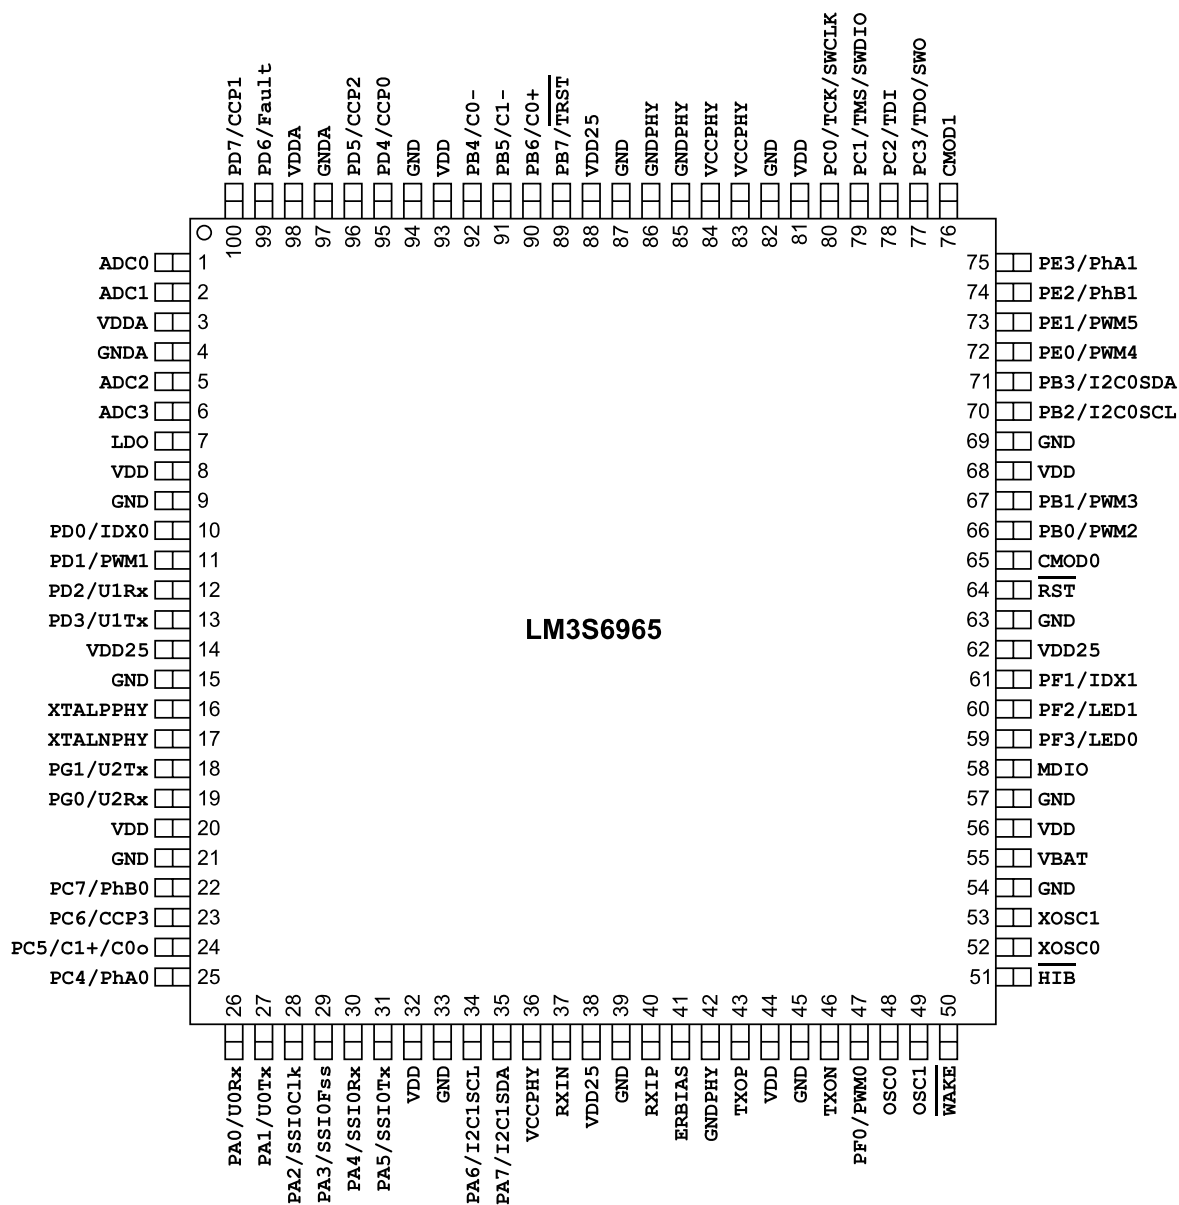 PD7/CCP1
PD6/Fault
VDDA
GNDA
PD5/CCP2
PD4/CCP0
GND
VDD
PB4/C0-
PB5/C1-
PB6/C0+
PB7/TRST
VDD25
GND
GNDPHY
GNDPHY
VCCPHY
VCCPHY
GND
VDD
PC0/TCK/SWCLK
PC1/TMS/SWDIO
PC2/TDI
PC3/TDO/SWO
CMOD1
100
99
98
97
96
95
94
93
92
91
90
89
88
87
86
85
84
83
82
81
80
79
78
77
76
ADC0 1
ADC1 2
VDDA 3
GNDA 4
ADC2 5
ADC3 6
LDO 7
VDD 8
GND 9
PD0/IDX0 10
PD1/PWM1 11
PD2/U1Rx 12
PD3/U1Tx 13
VDD25 14
GND 15
XTALPPHY 16
XTALNPHY 17
PG1/U2Tx 18
PG0/U2Rx 19
VDD 20
GND 21
PC7/PhB0 22
PC6/CCP3 23
PC5/C1+/C0o 24
PC4/PhA0 25
LM3S6965
75 PE3/PhA1
74 PE2/PhB1
73 PE1/PWM5
72 PE0/PWM4
71 PB3/I2C0SDA
70 PB2/I2C0SCL
69 GND
68 VDD
67 PB1/PWM3
66 PB0/PWM2
65 CMOD0
64 RST
63 GND
62 VDD25
61 PF1/IDX1
60 PF2/LED1
59 PF3/LED0
58 MDIO
57 GND
56 VDD
55 VBAT
54 GND
53 XOSC1
52 XOSC0
51 HIB
26
27
28
29
30
31
32
33
34
35
36
37
38
39
40
41
42
43
44
45
46
47
48
49
50
PA0/U0Rx
PA1/U0Tx
PA2/SSI0Clk
PA3/SSI0Fss
PA4/SSI0Rx
PA5/SSI0Tx
VDD
GND
PA6/I2C1SCL
PA7/I2C1SDA
VCCPHY
RXIN
VDD25
GND
RXIP
ERBIAS
GNDPHY
TXOP
VDD
GND
TXON
PF0/PWM0
OSC0
OSC1
WAKE